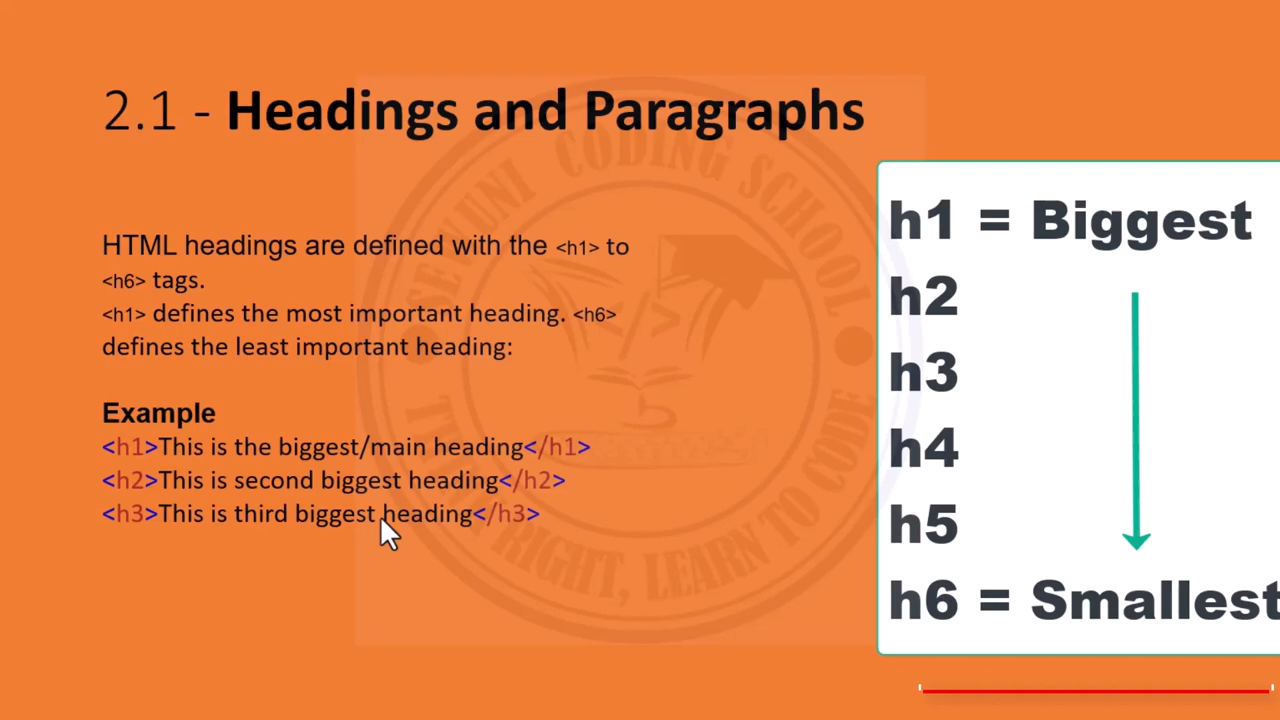 2.1 - Headings and Paragraphs
HTML headings are defined with the <h1> to
<h6> tags.
<h1> defines the most important heading. <h6>
defines the least important heading:
Example
<h1>This is the biggest/main heading</h1>
<h2>This is second biggest heading</h2>
<h3>This is third biggest heading</h3>
h1 = Biggest
h2
h3
h4
h5
h6 = Smallest
CODING SCHOOL
</>